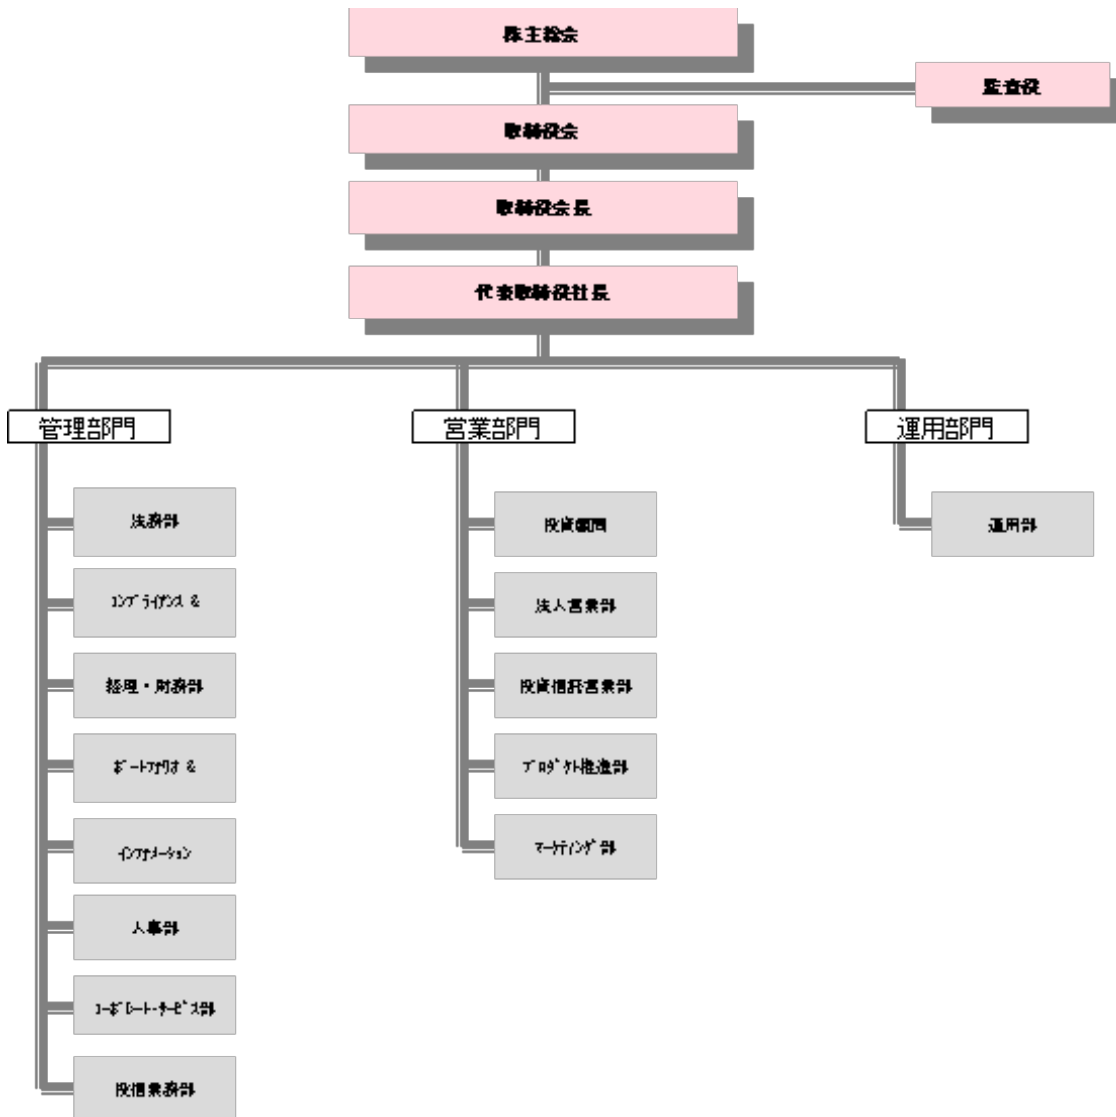 株主総会
監査役
取締役会
取締役会長
代表取締役社長
管理部門
営業部門
運用部門
法務部
投資顧問
運用部
ｺﾝﾌﾟﾗｲｱﾝｽ &
法人営業部
経理・財務部
投資信託営業部
ﾎﾟｰﾄﾌｫﾘｵ &
ﾌﾟﾛﾀﾞｸﾄ推進部
ｲﾝﾌｫﾒｰｼｮﾝ
ﾏｰｹﾃｨﾝｸﾞ部
人事部
ｺｰﾎﾟﾚｰﾄ･ｻｰﾋﾞｽ部
投信業務部